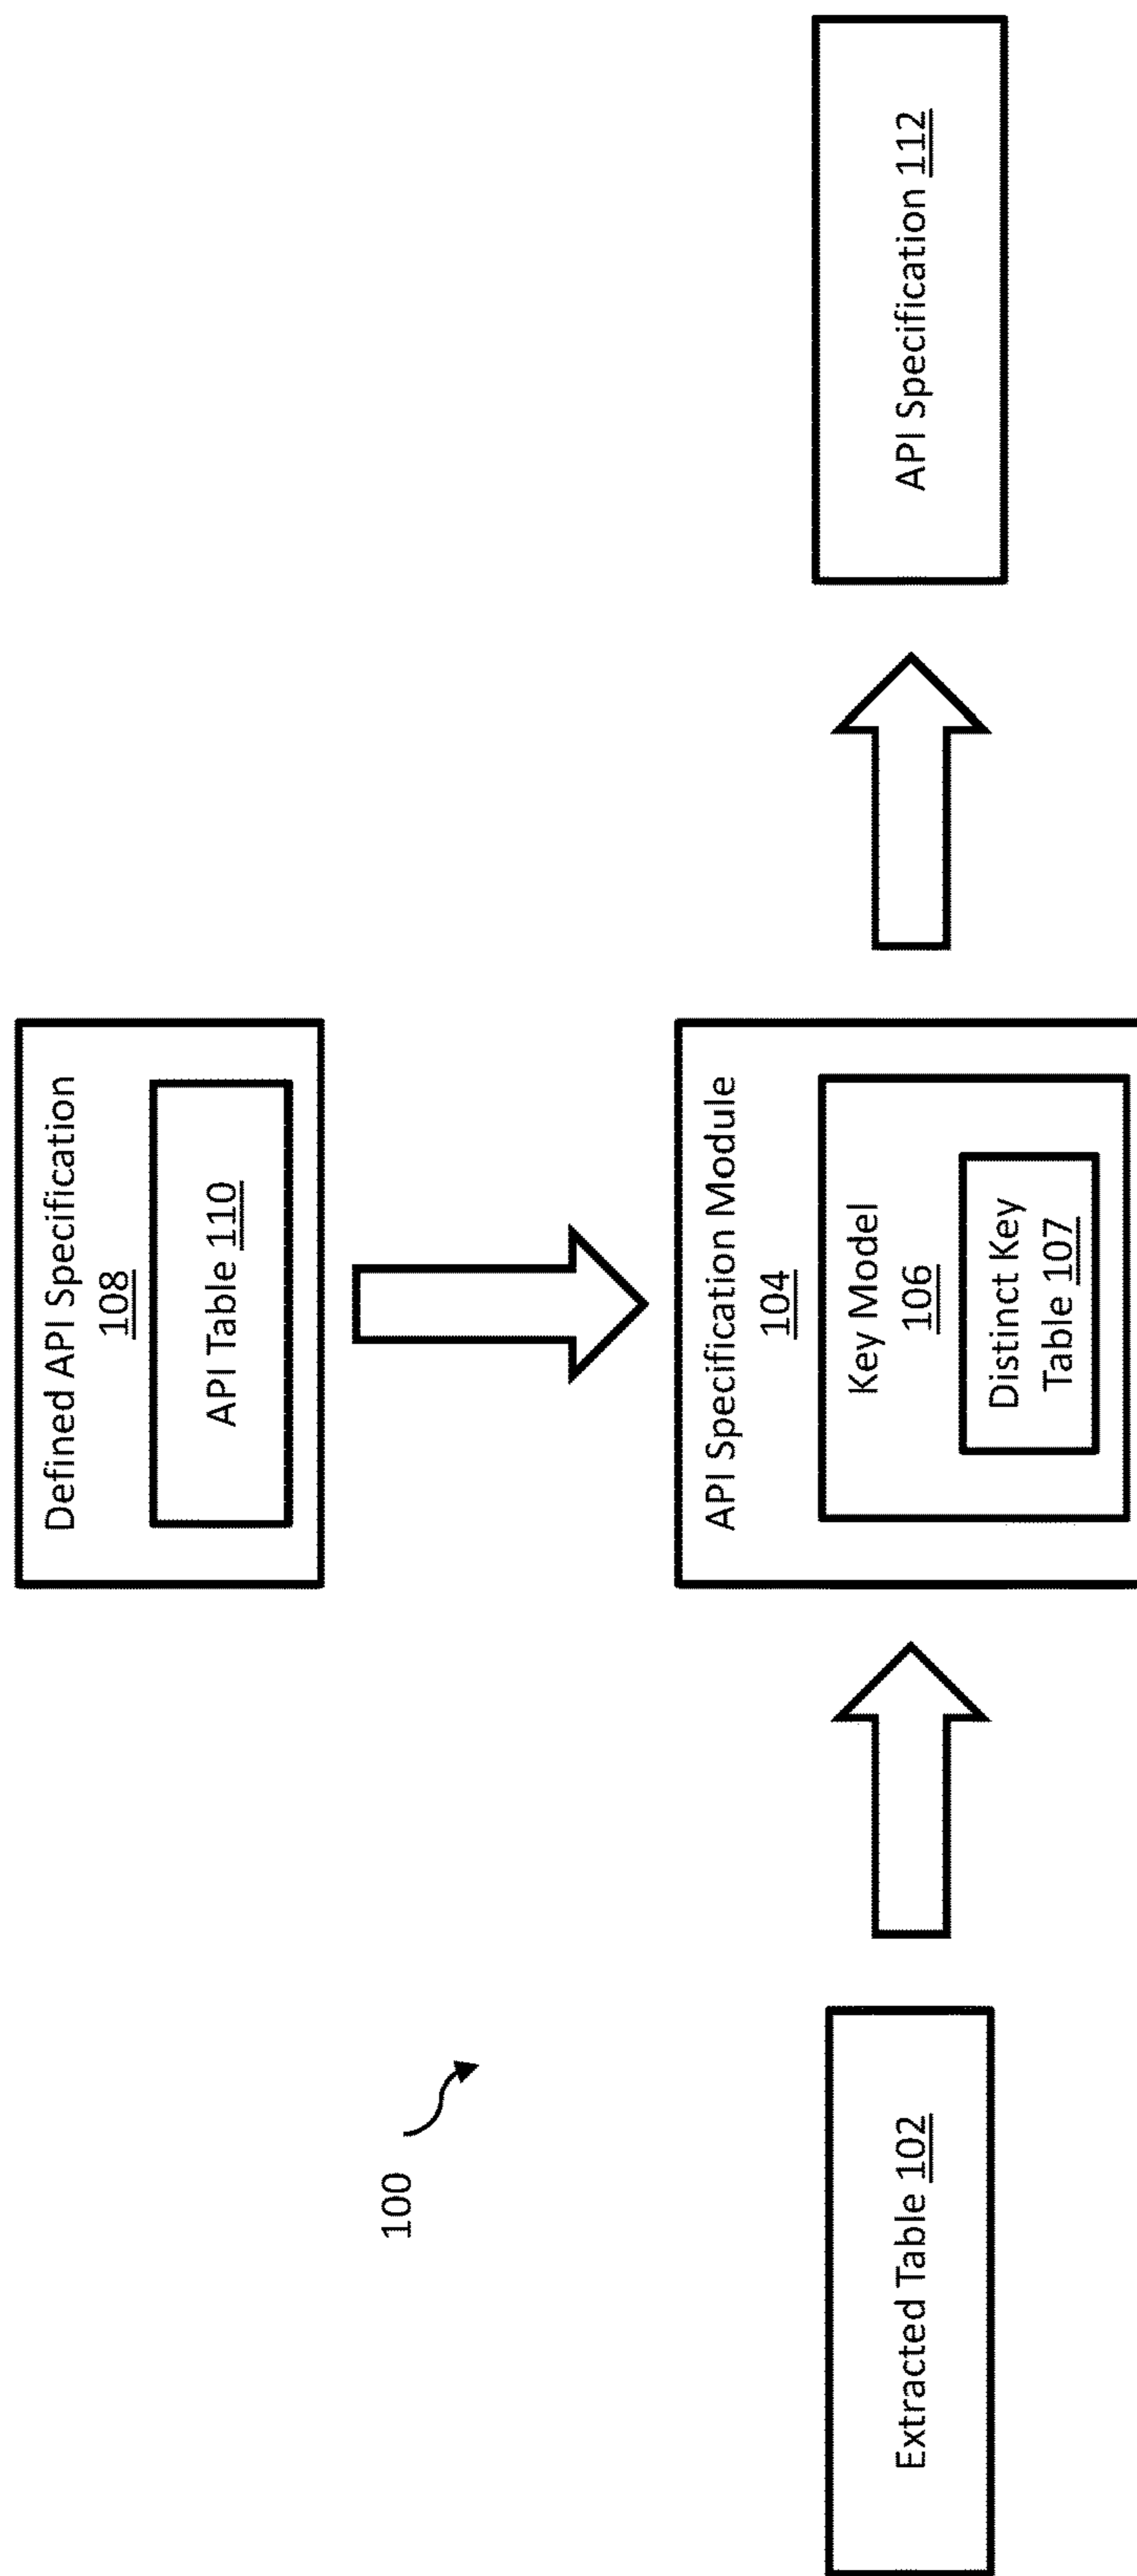 Defined API Specification
108
API Table 110
100
Extracted Table 102
API Specification Module
104
Key Model
106
Distinct Key
Table 107
API Specification 112